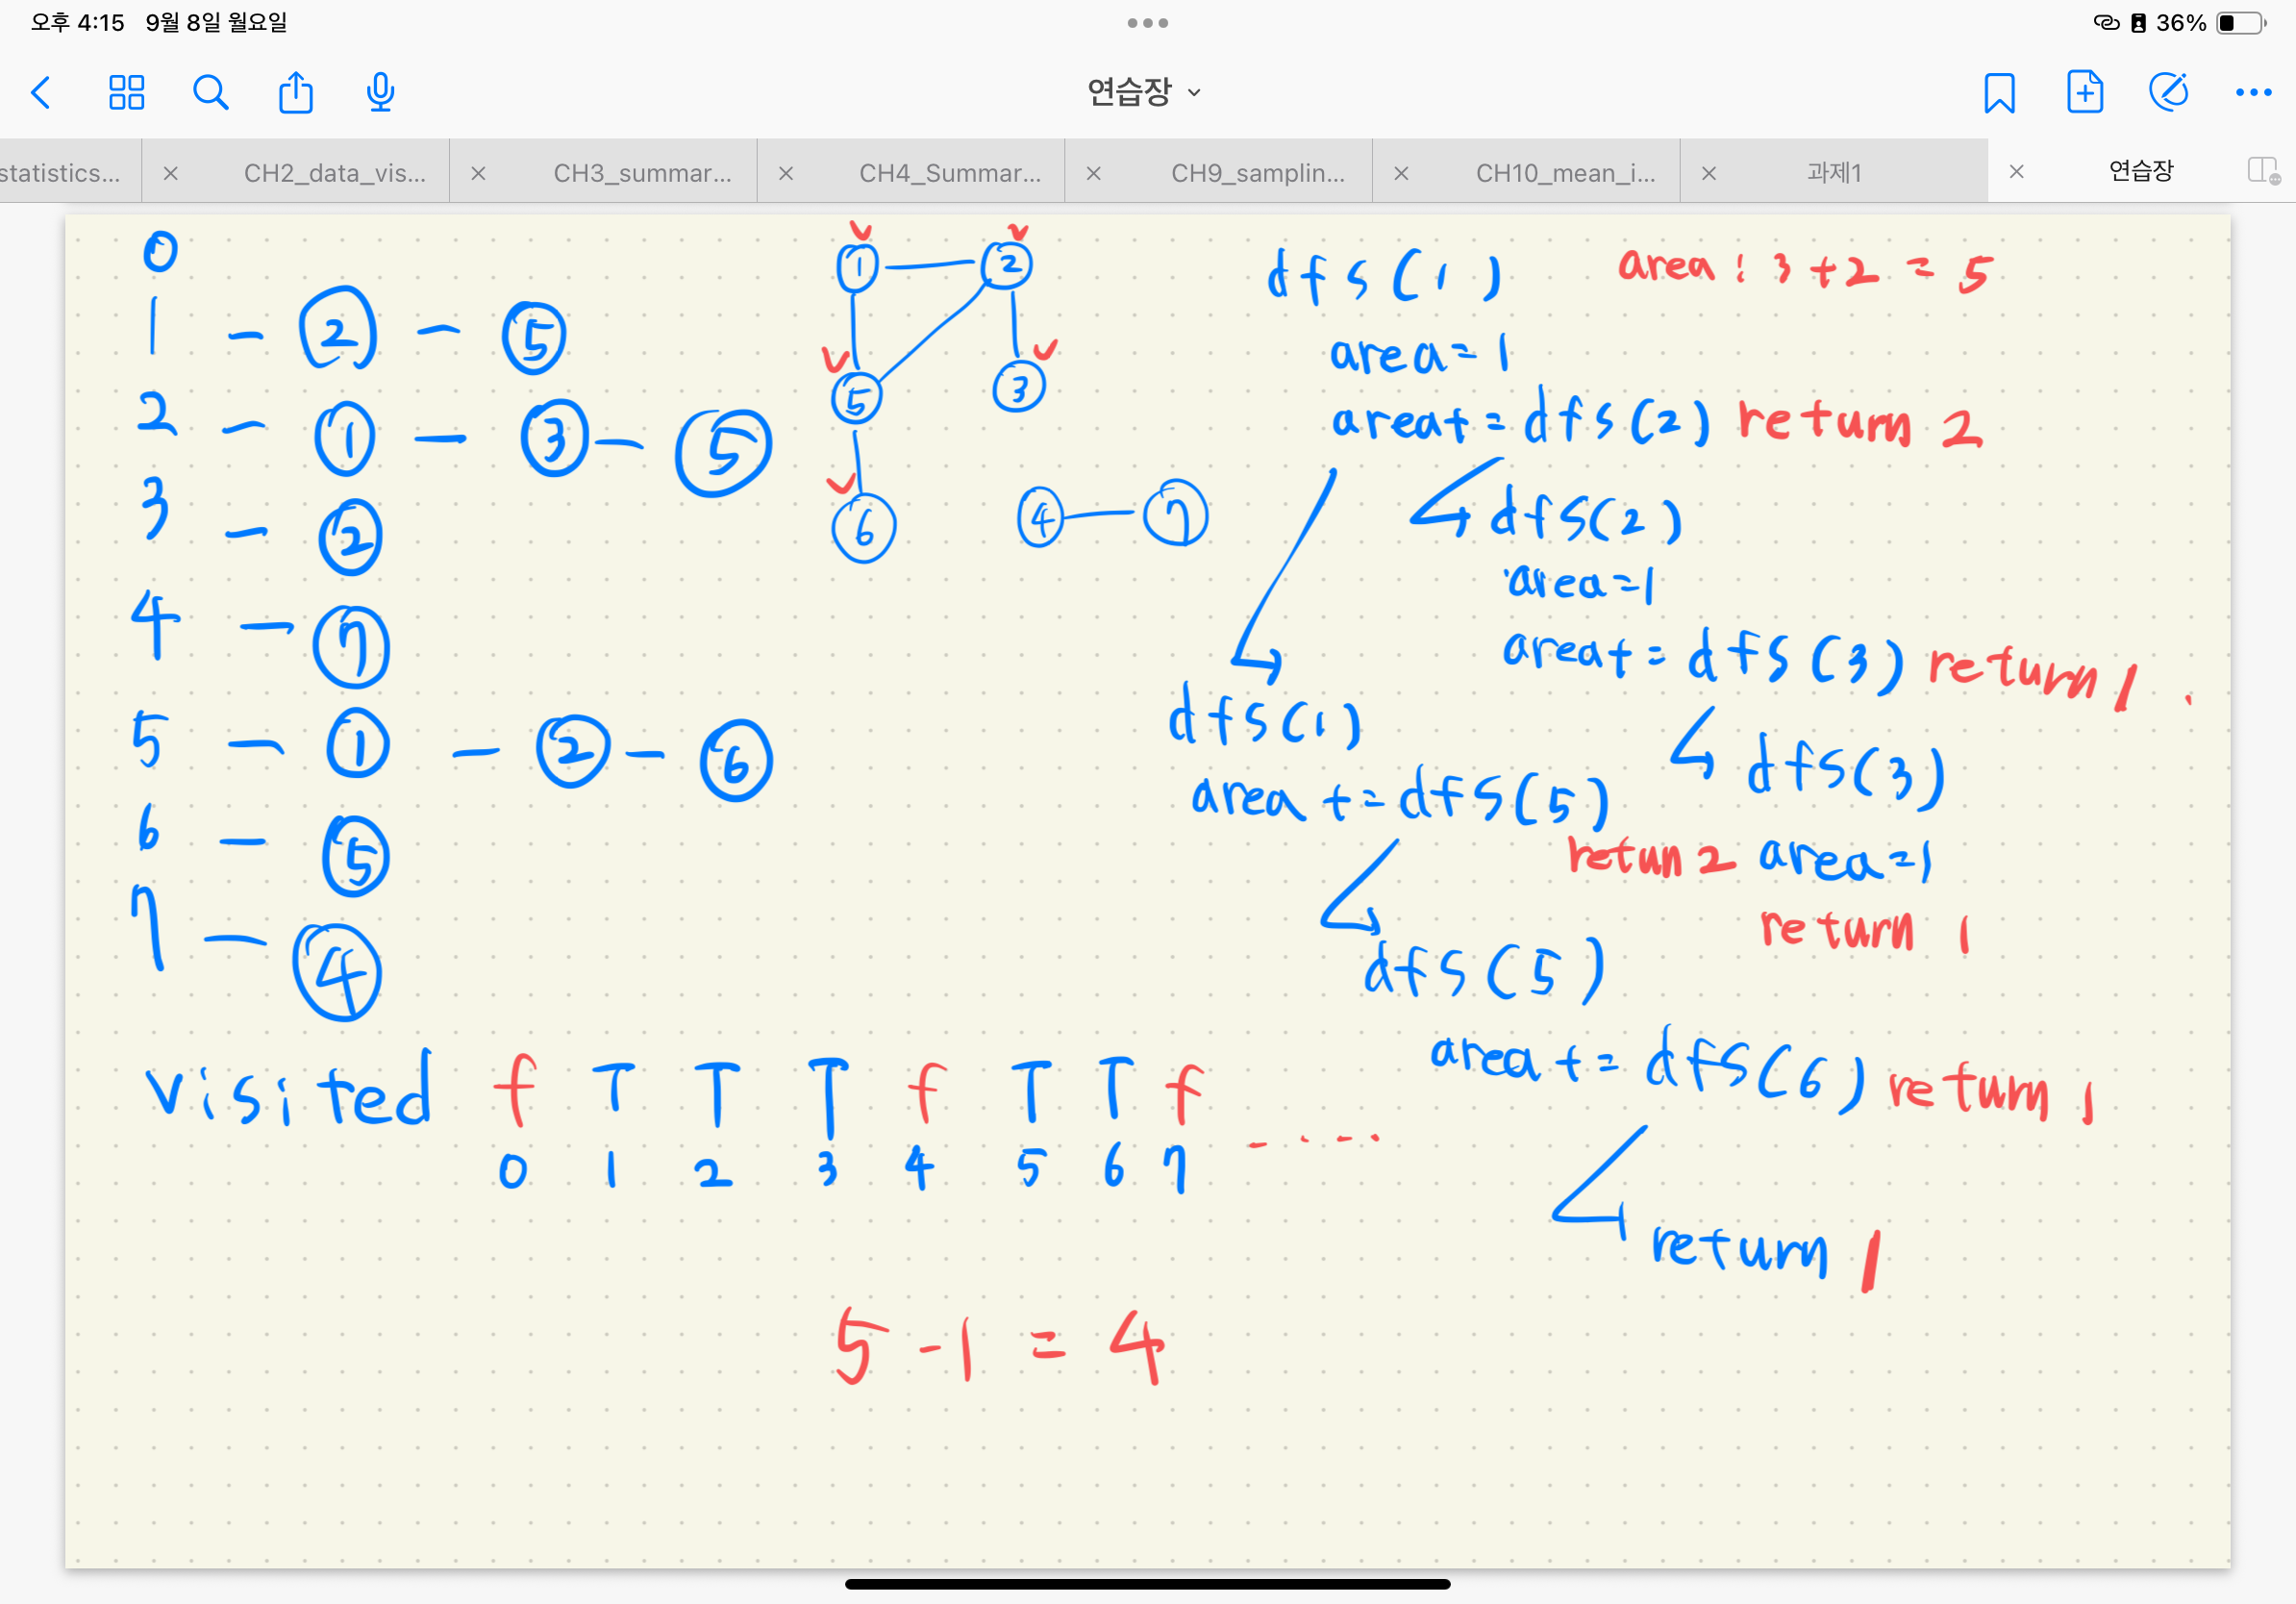 오후 4:15 9월 8일 월요일
36%
연습장
statistics...
CH2_data_vis...
CH3_summar...
CH4_Summar...
CH9_samplin...
CH10_mean_i...
과제1
연습장
0
1 - 2 - 5
2 - 1 - 3 - 5
3 - 2
4 - 7
5 - 1 - 2 - 6
6 - 5
7 - 4
1 2
5 3
6 4 7
dfs(1) area : 3+2 = 5
area=1
area+=dfs(2) return 2
dfs(2)
area=1
area+=dfs(3) return 1
dfs(3)
area=1
return 1
dfs(1)
area +=dfs(5)
retun 2
dfs(5)
area +=dfs(6) return 1
return 1
visited f T T T f T T f ....
0 1 2 3 4 5 6 7
5-1 = 4